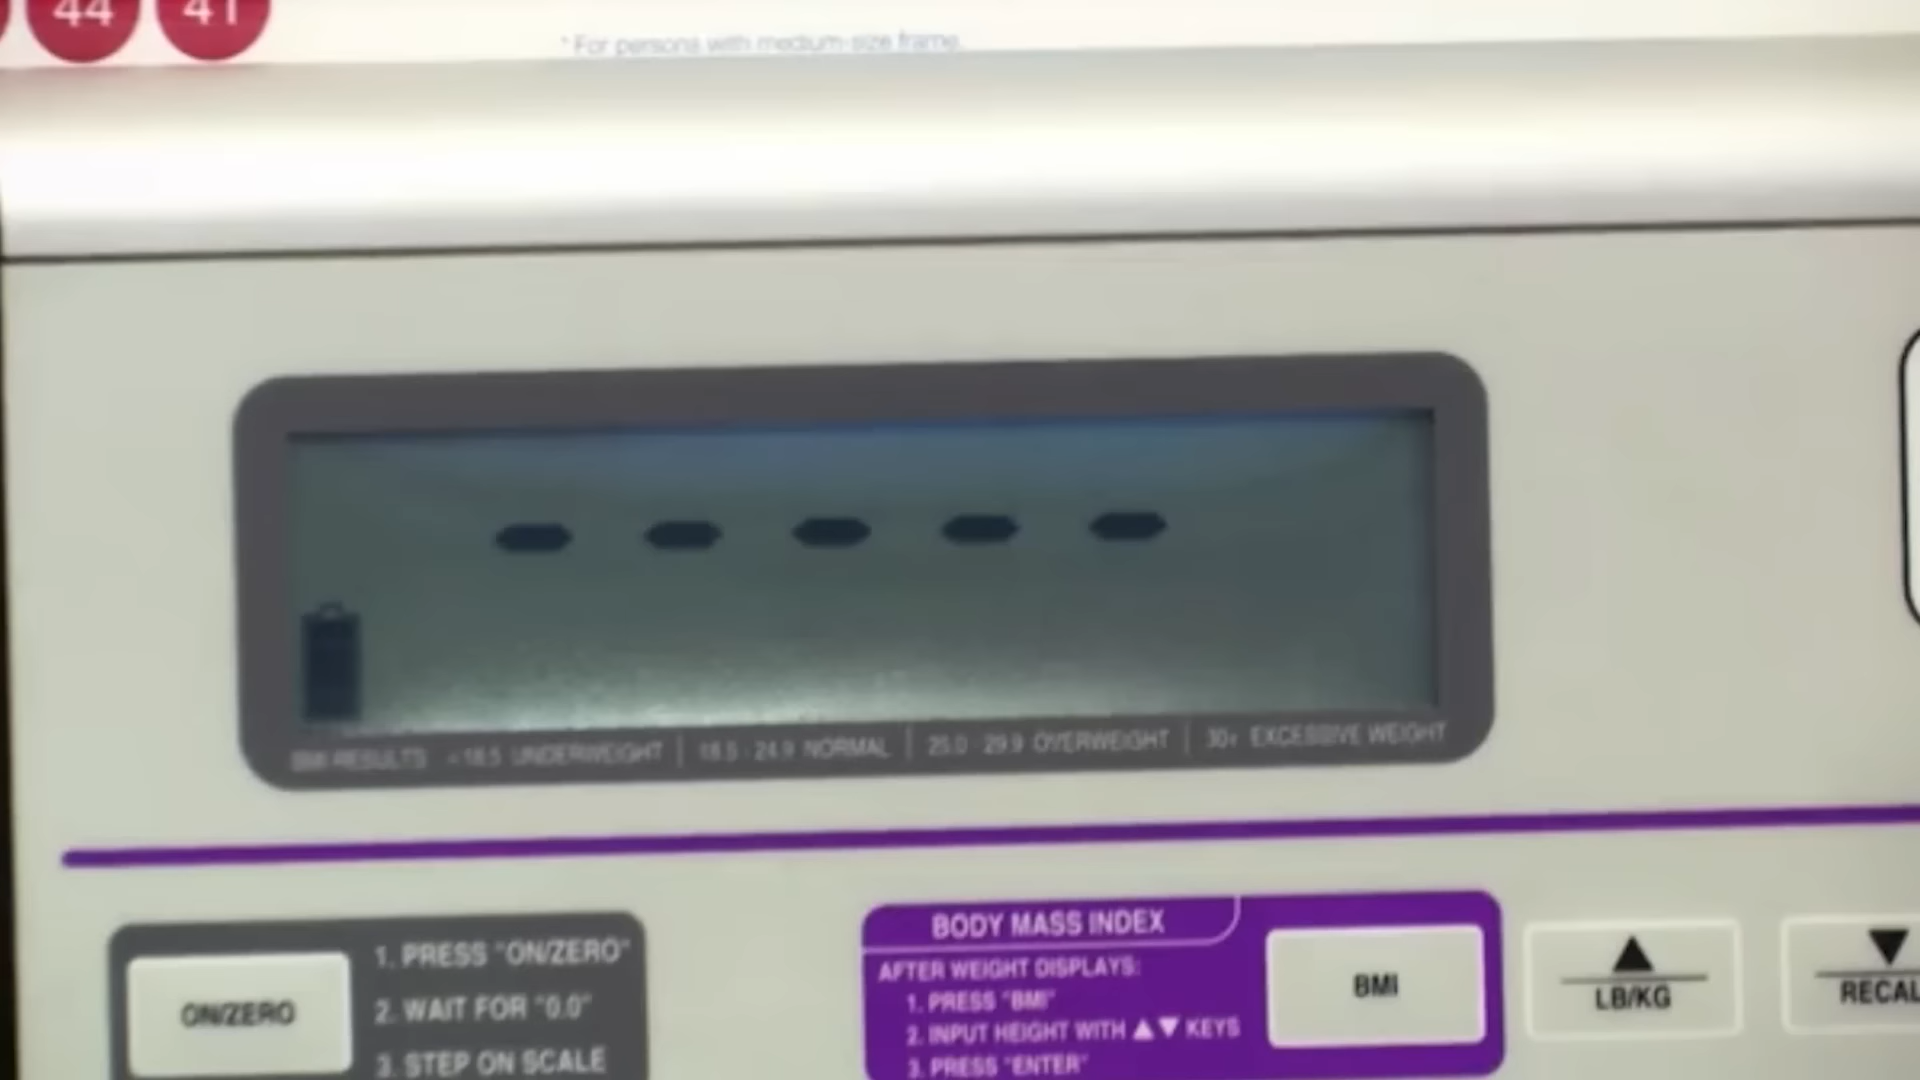 44 41
* For persons with medium-size frame.
- - - - -
BMI RESULTS <18.5 UNDERWEIGHT | 18.5 - 24.9 NORMAL | 25.0 - 29.9 OVERWEIGHT | 30+ EXCESSIVE WEIGHT
ON/ZERO
1. PRESS "ON/ZERO"
2. WAIT FOR "0.0"
3. STEP ON SCALE
BODY MASS INDEX
AFTER WEIGHT DISPLAYS:
1. PRESS "BMI"
2. INPUT HEIGHT WITH ▲▼ KEYS
3. PRESS "ENTER"
BMI
▲
LB/KG
▼
RECAL